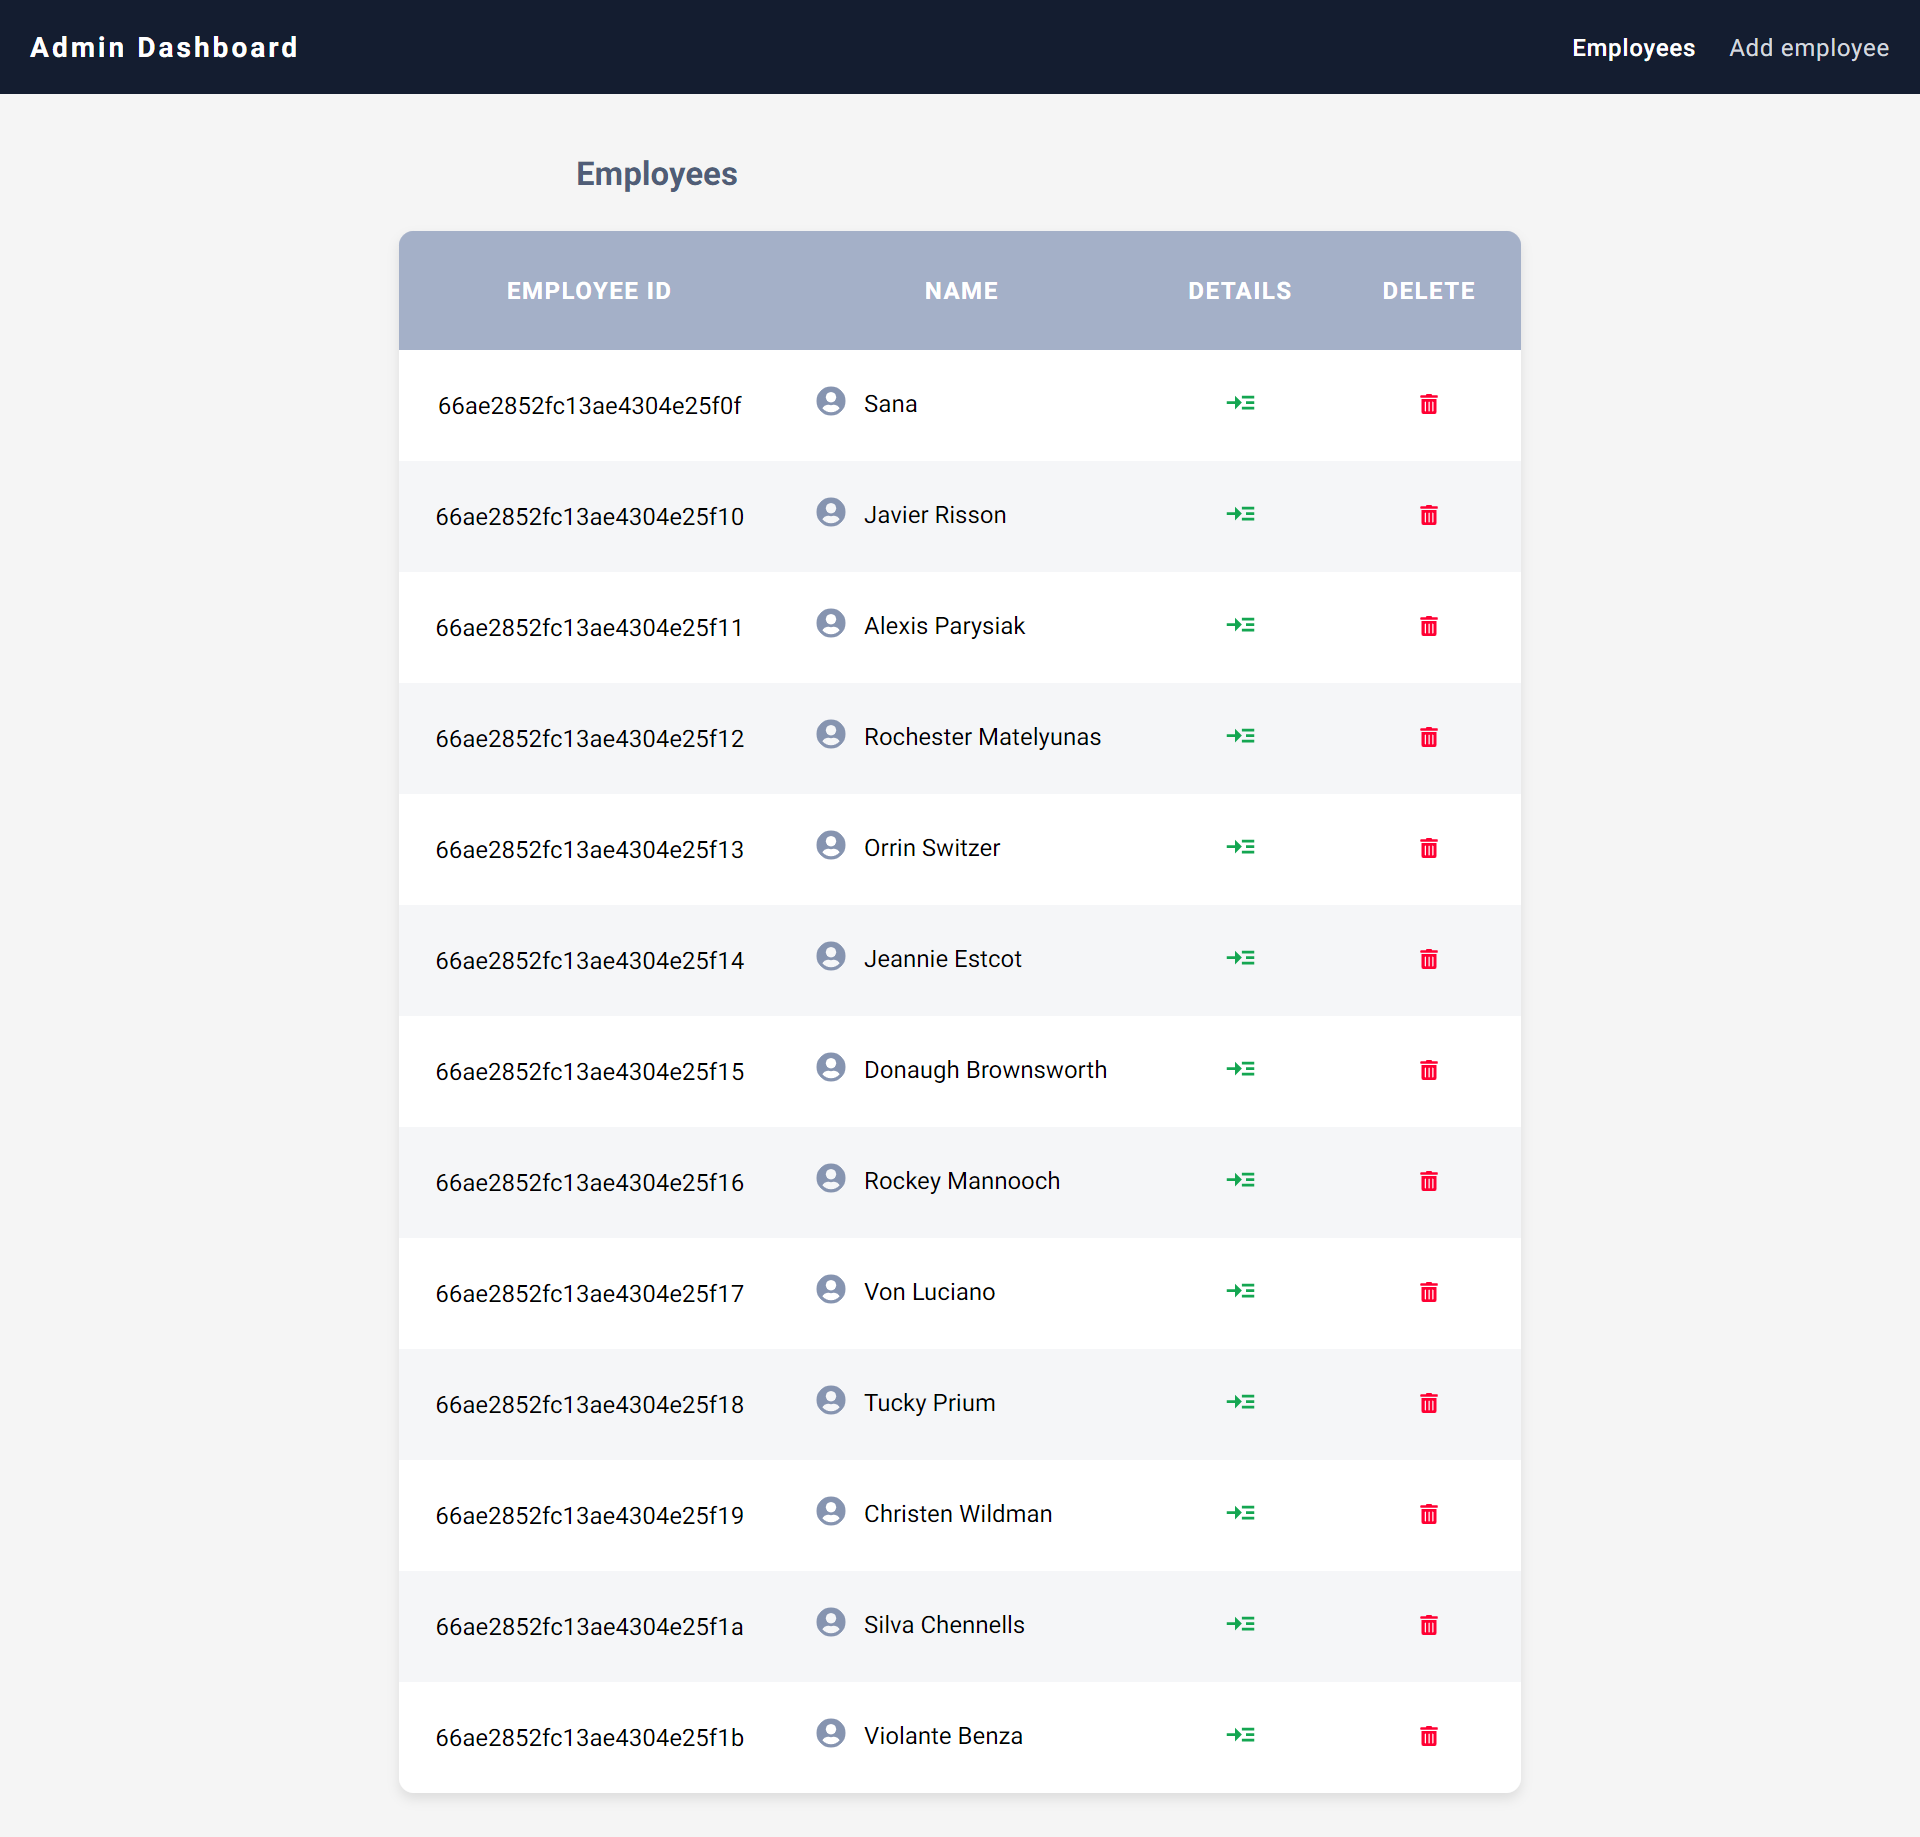 Admin Dashboard Employees Add employee
Employees
EMPLOYEE ID NAME DETAILS DELETE
66ae2852fc13ae4304e25f0f Sana
66ae2852fc13ae4304e25f10 Javier Risson
66ae2852fc13ae4304e25f11 Alexis Parysiak
66ae2852fc13ae4304e25f12 Rochester Matelyunas
66ae2852fc13ae4304e25f13 Orrin Switzer
66ae2852fc13ae4304e25f14 Jeannie Estcot
66ae2852fc13ae4304e25f15 Donaugh Brownsworth
66ae2852fc13ae4304e25f16 Rockey Mannooch
66ae2852fc13ae4304e25f17 Von Luciano
66ae2852fc13ae4304e25f18 Tucky Prium
66ae2852fc13ae4304e25f19 Christen Wildman
66ae2852fc13ae4304e25f1a Silva Chennells
66ae2852fc13ae4304e25f1b Violante Benza